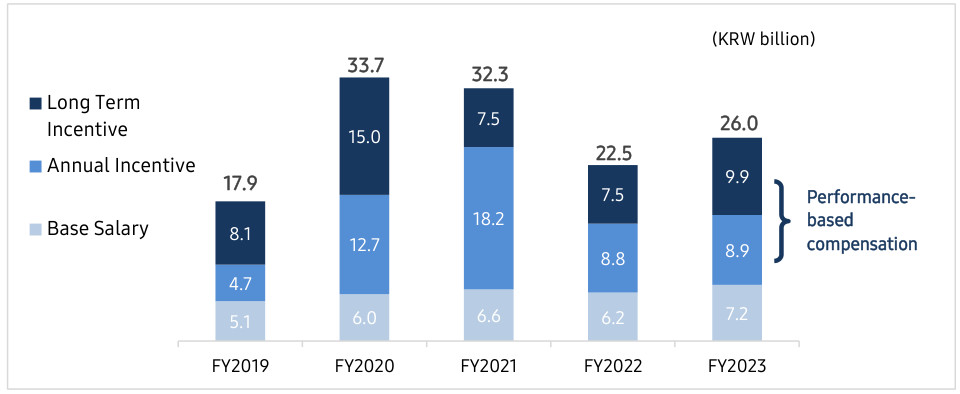 (KRW billion)
Long Term
Incentive
Annual Incentive
Base Salary
17.9
33.7
32.3
22.5
26.0
8.1
15.0
7.5
7.5
9.9
4.7
12.7
18.2
8.8
8.9
5.1
6.0
6.6
6.2
7.2
Performance-
based
compensation
FY2019
FY2020
FY2021
FY2022
FY2023